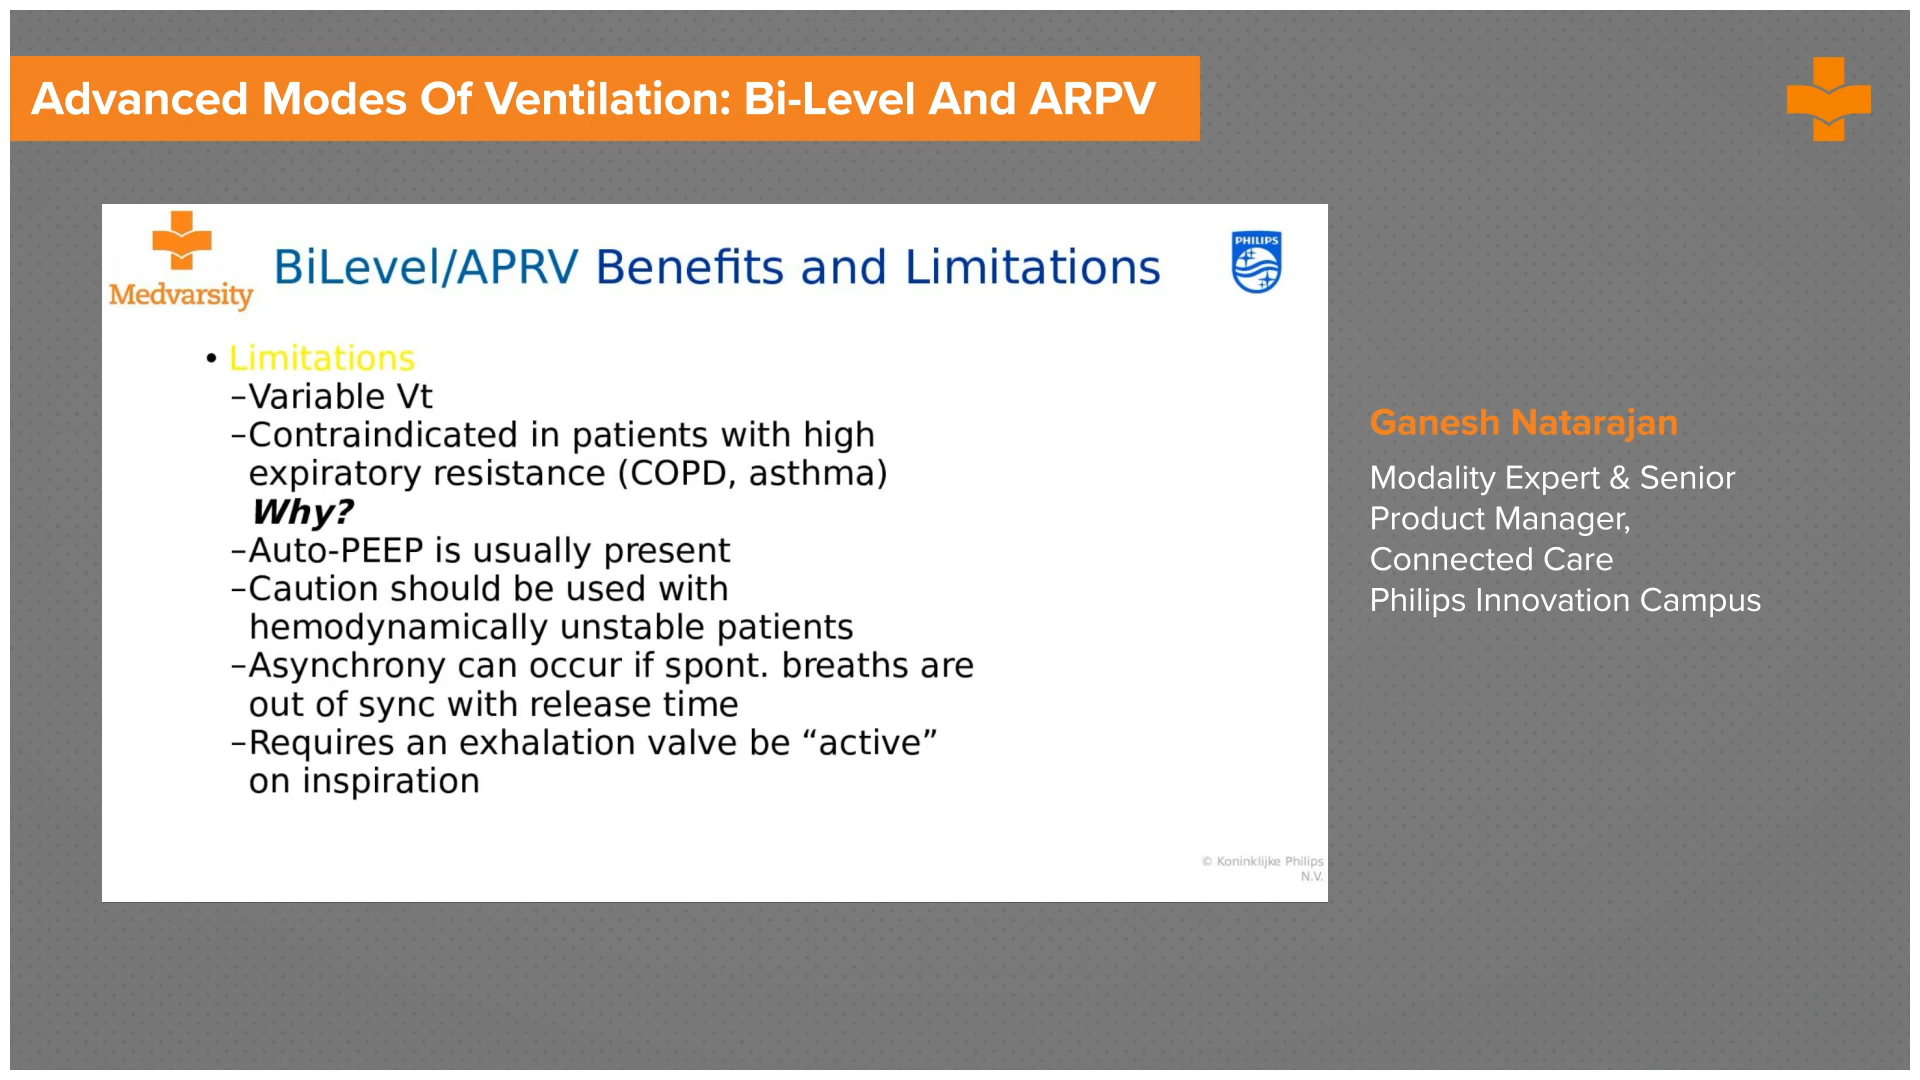 Advanced Modes Of Ventilation: Bi-Level And ARPV
Medvarsity
BiLevel/APRV Benefits and Limitations
PHILIPS
• Limitations
–Variable Vt
–Contraindicated in patients with high
expiratory resistance (COPD, asthma)
Why?
–Auto-PEEP is usually present
–Caution should be used with
hemodynamically unstable patients
–Asynchrony can occur if spont. breaths are
out of sync with release time
–Requires an exhalation valve be “active”
on inspiration
© Koninklijke Philips
N.V.
Ganesh Natarajan
Modality Expert & Senior
Product Manager,
Connected Care
Philips Innovation Campus